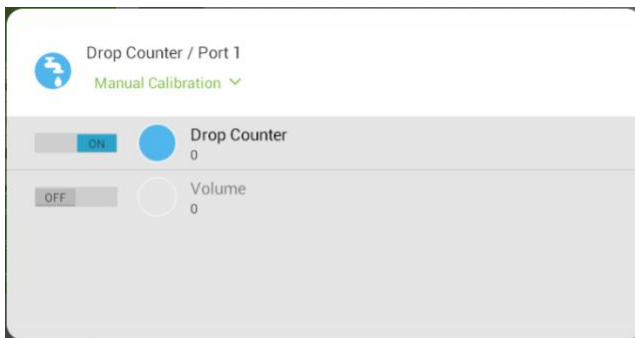 Drop Counter / Port 1
Manual Calibration
ON
Drop Counter
0
OFF
Volume
0